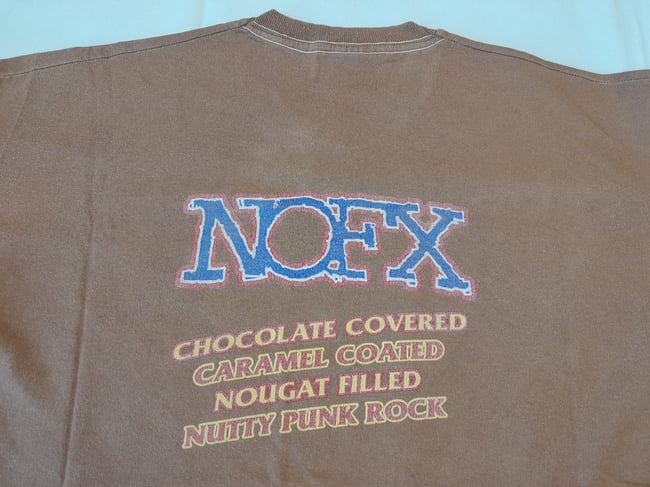 NOFX
CHOCOLATE COVERED
CARAMEL COATED
NOUGAT FILLED
NUTTY PUNK ROCK